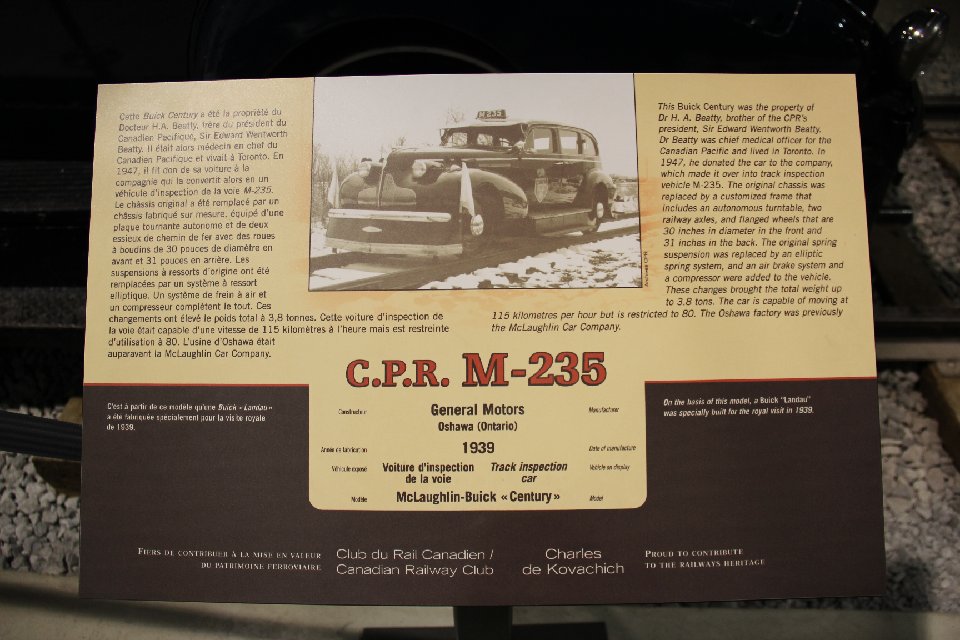 Cette Buick Century a été la propriété du
Docteur H.A. Beatty, frère du président du
Canadien Pacifique, Sir Edward Wentworth
Beatty. Il était alors médecin en chef du
Canadien Pacifique et vivait à Toronto. En
1947, il fit don de sa voiture à la
compagnie qui la convertit alors en un
véhicule d'inspection de la voie M-235.
Le châssis original a été remplacé par un
châssis fabriqué sur mesure, équipé d'une
plaque tournante autonome et de deux
essieux de chemin de fer avec des roues
à boudins de 30 pouces de diamètre en
avant et 31 pouces en arrière. Les
suspensions à ressorts d'origine ont été
remplacées par un système à ressort
elliptique. Un système de frein à air et
un compresseur complètent le tout. Ces
changements ont élevé le poids total à 3,8 tonnes. Cette voiture d'inspection de
la voie était capable d'une vitesse de 115 kilomètres à l'heure mais est restreinte
d'utilisation à 80. L'usine d'Oshawa était
auparavant la McLaughlin Car Company.
M-235
This Buick Century was the property of
Dr H. A. Beatty, brother of the CPR's
president, Sir Edward Wentworth Beatty.
Dr Beatty was chief medical officer for the
Canadian Pacific and lived in Toronto. In
1947, he donated the car to the company,
which made it over into track inspection
vehicle M-235. The original chassis was
replaced by a customized frame that
includes an autonomous turntable, two
railway axles, and flanged wheels that are
30 inches in diameter in the front and
31 inches in the back. The original spring
suspension was replaced by an elliptic
spring system, and an air brake system and
a compressor were added to the vehicle.
These changes brought the total weight up
to 3.8 tons. The car is capable of moving at
115 kilometres per hour but is restricted to 80. The Oshawa factory was previously
the McLaughlin Car Company.
C.P.R. M-235
C'est à partir de ce modèle qu'une Buick « Landau »
a été fabriquée spécialement pour la visite royale
de 1939.
Constructeur General Motors Manufacturer
Oshawa (Ontario)
Année de fabrication 1939 Date of manufacture
Véhicule exposé Voiture d'inspection Track inspection Vehicle on display
de la voie car
Modèle McLaughlin-Buick « Century » Model
On the basis of this model, a Buick "Landau"
was specially built for the royal visit in 1939.
Fiers de contribuer à la mise en valeur
du patrimoine ferroviaire
Club du Rail Canadien /
Canadian Railway Club
Charles
de Kovachich
Proud to contribute
to the railways heritage